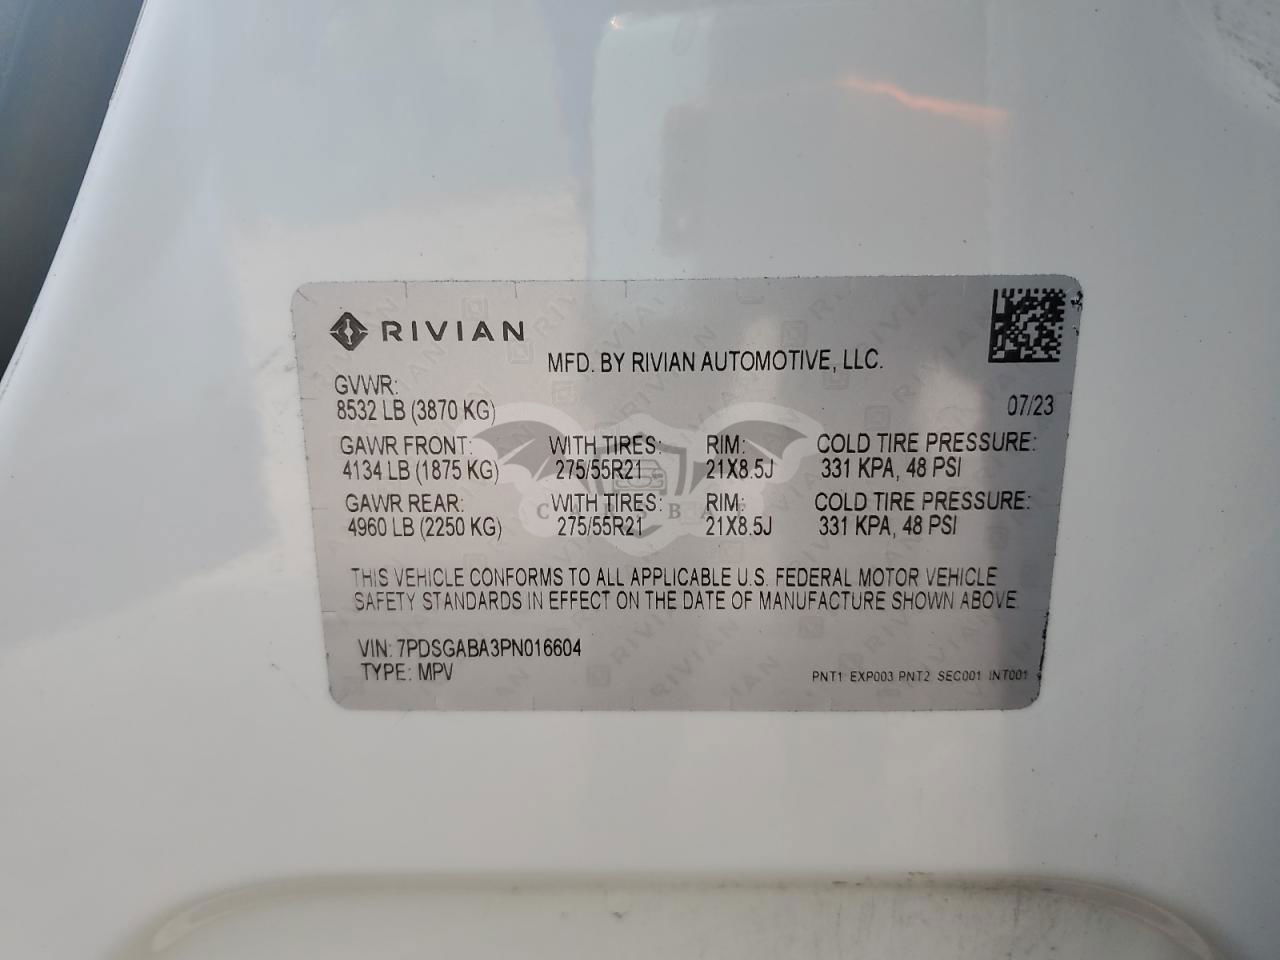 RIVIAN
MFD. BY RIVIAN AUTOMOTIVE, LLC.
GVWR:
8532 LB (3870 KG) 07/23
GAWR FRONT: WITH TIRES: RIM: COLD TIRE PRESSURE:
4134 LB (1875 KG) 275/55R21 21X8.5J 331 KPA, 48 PSI
GAWR REAR: WITH TIRES: RIM: COLD TIRE PRESSURE:
4960 LB (2250 KG) 275/55R21 21X8.5J 331 KPA, 48 PSI
CARSBAT
THIS VEHICLE CONFORMS TO ALL APPLICABLE U.S. FEDERAL MOTOR VEHICLE
SAFETY STANDARDS IN EFFECT ON THE DATE OF MANUFACTURE SHOWN ABOVE.
VIN: 7PDSGABA3PN016604
TYPE: MPV PNT1 EXP003 PNT2 SEC001 INT001